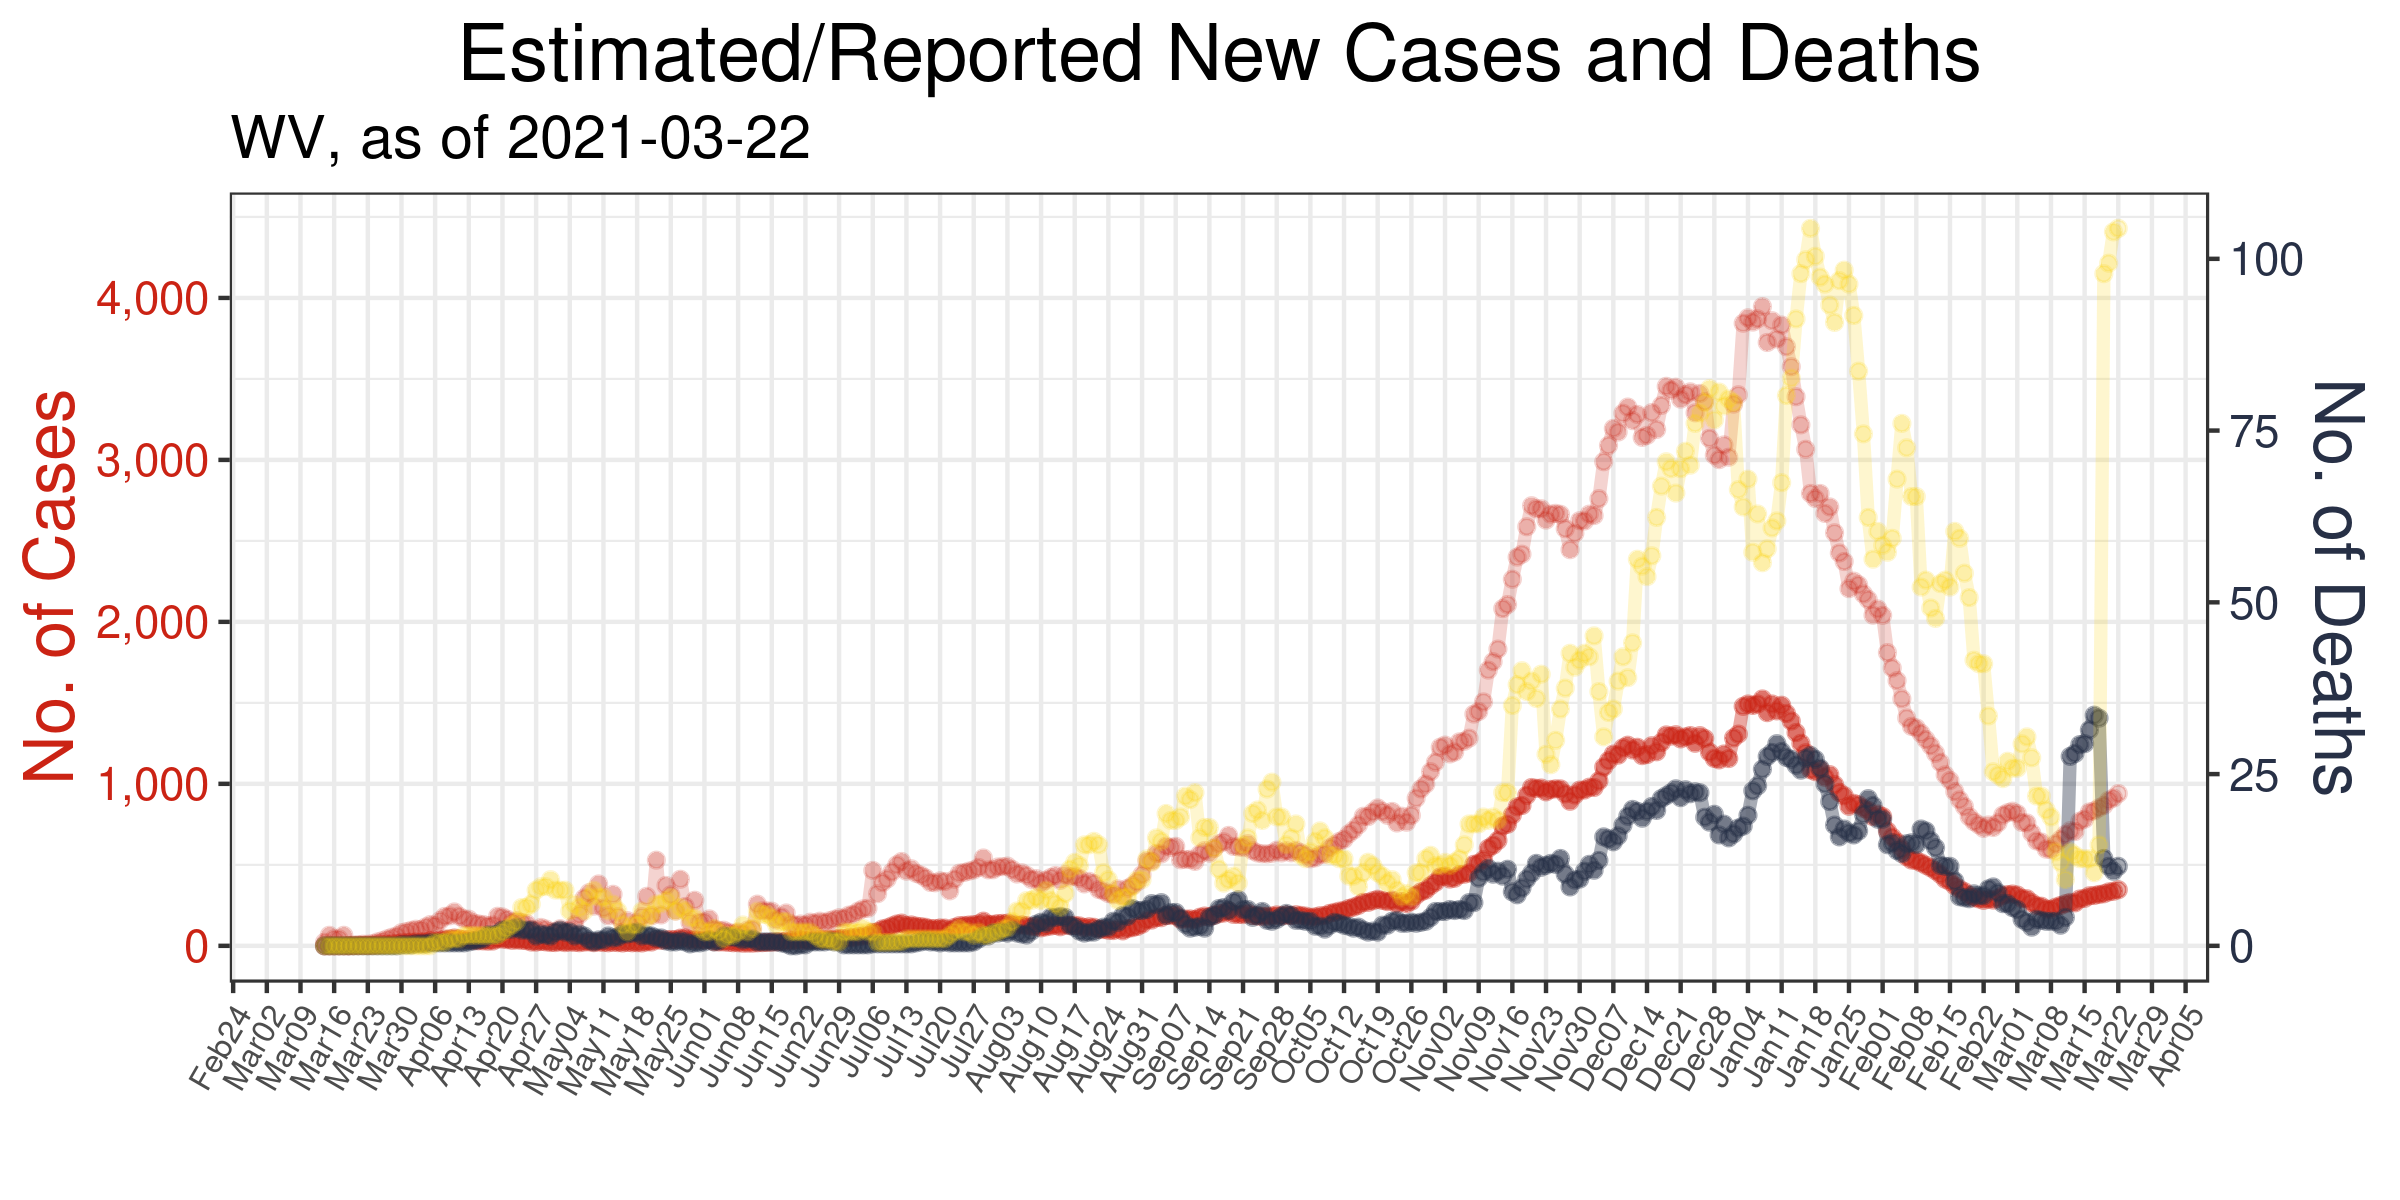 Estimated/Reported New Cases and Deaths
WV, as of 2021-03-22
No. of Cases
4,000
3,000
2,000
1,000
0
100
75
50
25
0
No. of Deaths
Feb24
Mar02
Mar09
Mar16
Mar23
Mar30
Apr06
Apr13
Apr20
Apr27
May04
May11
May18
May25
Jun01
Jun08
Jun15
Jun22
Jun29
Jul06
Jul13
Jul20
Jul27
Aug03
Aug10
Aug17
Aug24
Aug31
Sep07
Sep14
Sep21
Sep28
Oct05
Oct12
Oct19
Oct26
Nov02
Nov09
Nov16
Nov23
Nov30
Dec07
Dec14
Dec21
Dec28
Jan04
Jan11
Jan18
Jan25
Feb01
Feb08
Feb15
Feb22
Mar01
Mar08
Mar15
Mar22
Mar29
Apr05